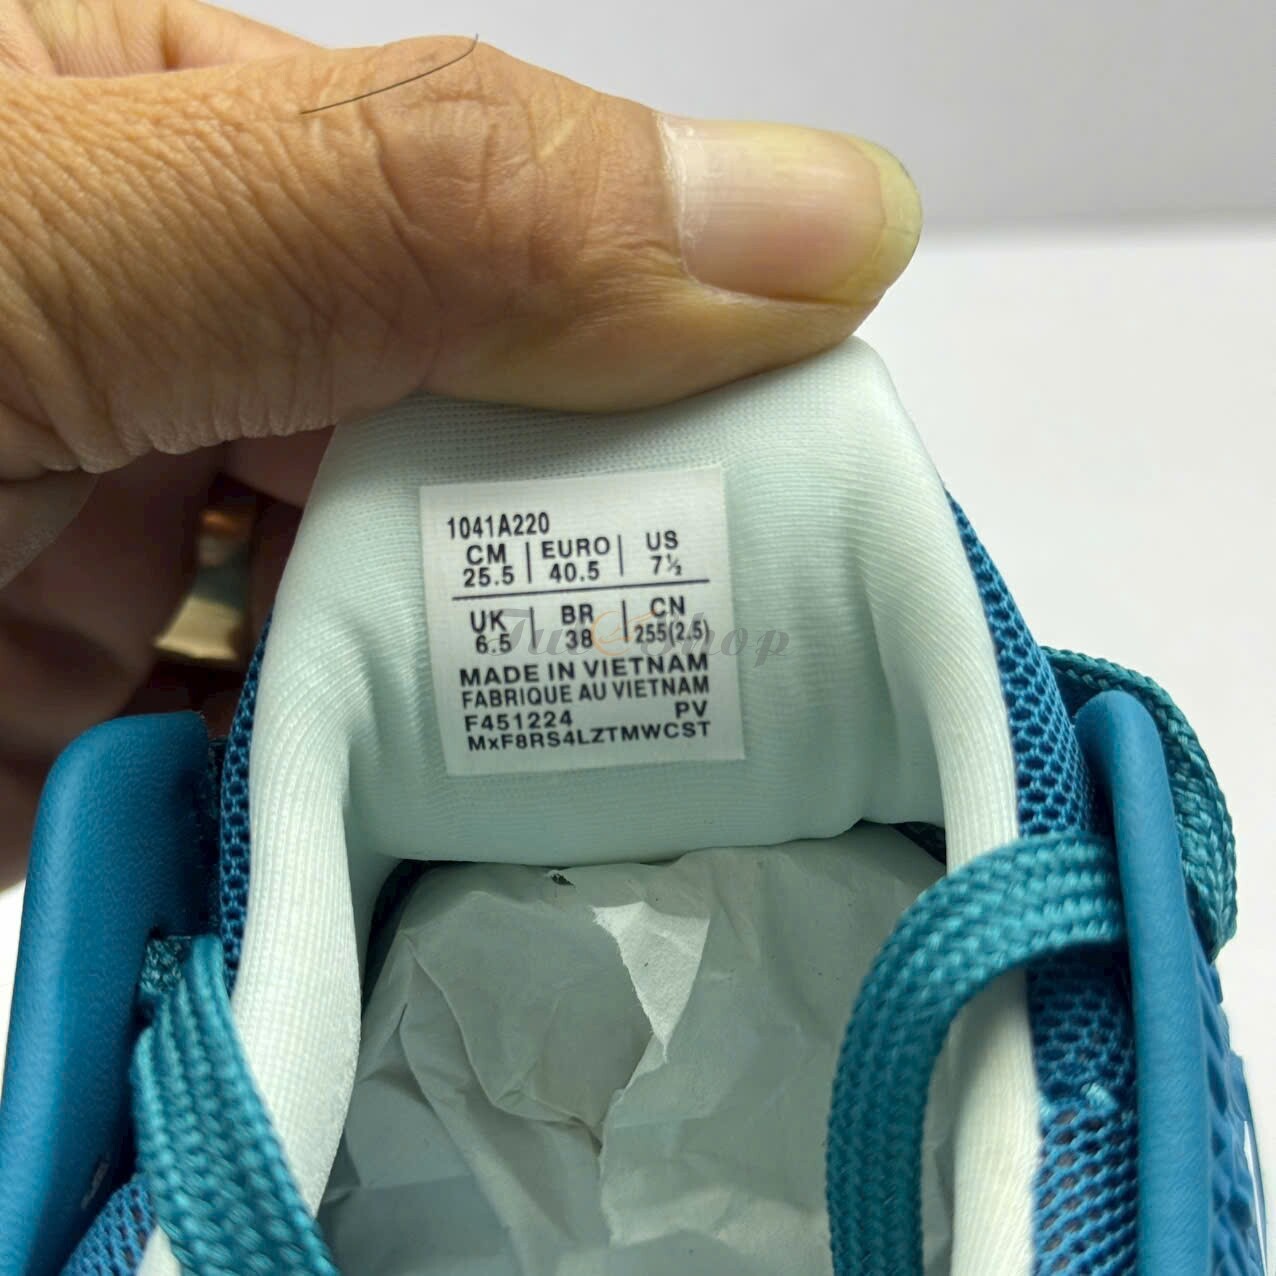 1041A220
CM | EURO | US
25.5 | 40.5 | 7½
UK | BR | CN
6.5 | 38 | 255(2.5)
MADE IN VIETNAM
FABRIQUE AU VIETNAM
F451224 PV
MxF8RS4LZTMWCST
Shop